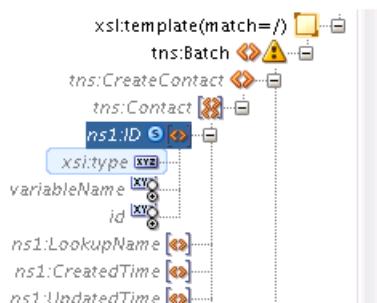 xsl:template(match=/)
tns:Batch
tns:CreateContact
tns:Contact
ns1:ID
xsi:type
variableName
id
ns1:LookupName
ns1:CreatedTime
ns1:UpdatedTime